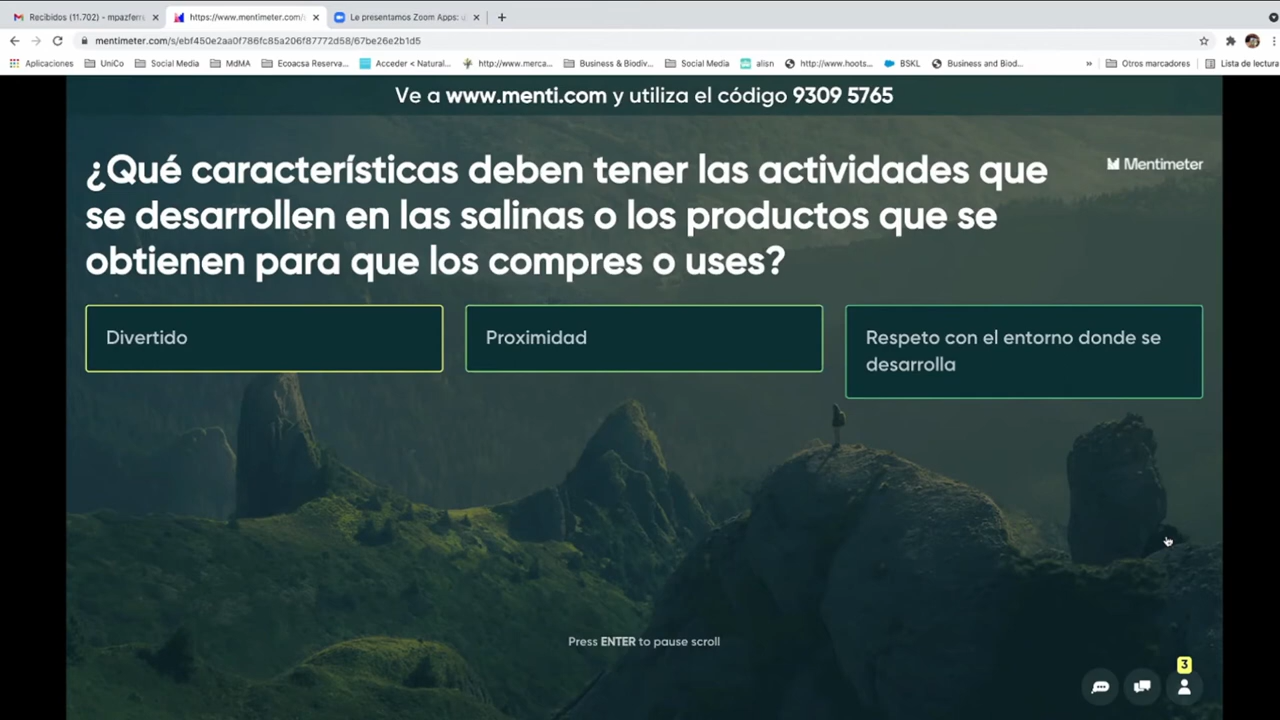 Recibidos (11.702) - mpazferr
https://www.mentimeter.com/s
Le presentamos Zoom Apps: q
mentimeter.com/s/ebf450e2aa0f786fc85a206f87772d58/67be26e2b1d5
Aplicaciones UniCo Social Media MdMA Ecoacsa Reserva... Acceder < Natural... http://www.merca... Business & Biodiv... Social Media alisn http://www.hoots... BSKL Business and Biod... » Otros marcadores Lista de lectura
Ve a www.menti.com y utiliza el código 9309 5765
¿Qué características deben tener las actividades que
se desarrollen en las salinas o los productos que se
obtienen para que los compres o uses?
Mentimeter
Divertido
Proximidad
Respeto con el entorno donde se
desarrolla
Press ENTER to pause scroll
3